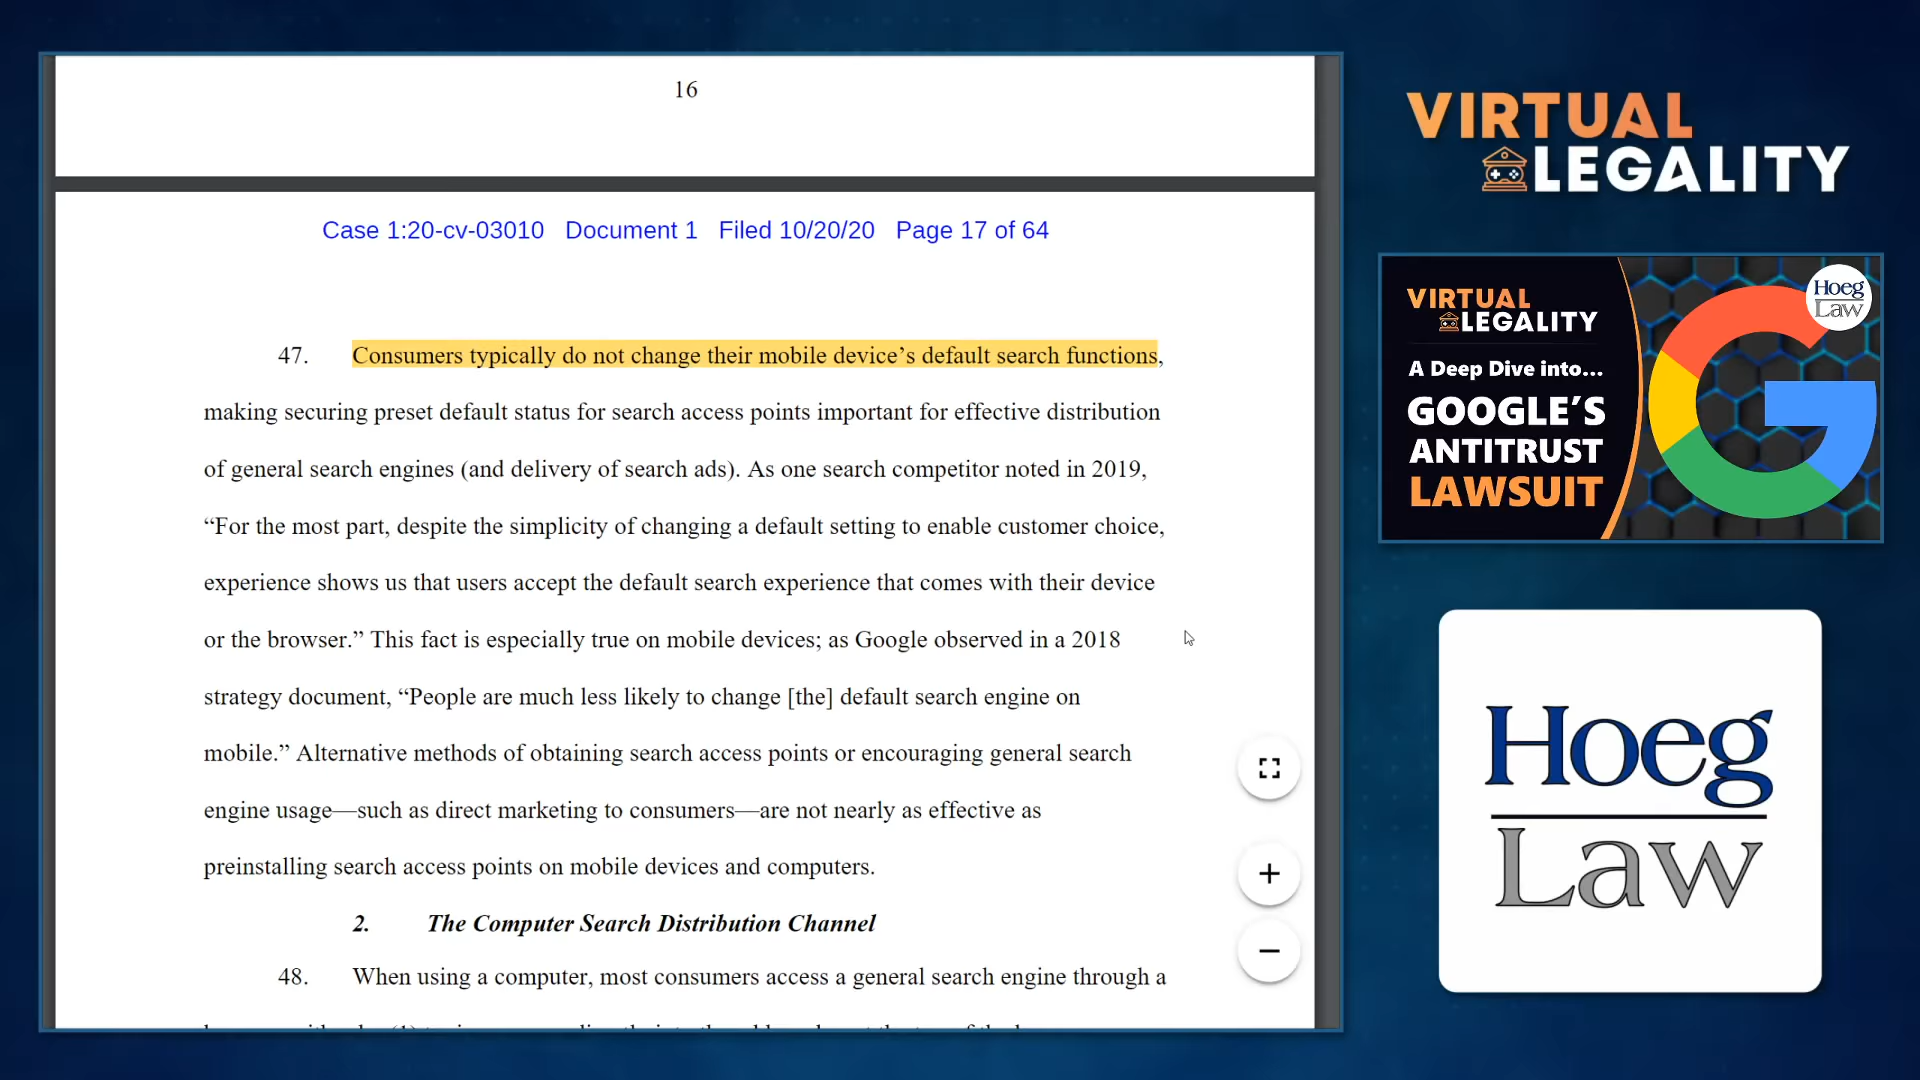 16
Case 1:20-cv-03010 Document 1 Filed 10/20/20 Page 17 of 64
47. Consumers typically do not change their mobile device’s default search functions,
making securing preset default status for search access points important for effective distribution
of general search engines (and delivery of search ads). As one search competitor noted in 2019,
“For the most part, despite the simplicity of changing a default setting to enable customer choice,
experience shows us that users accept the default search experience that comes with their device
or the browser.” This fact is especially true on mobile devices; as Google observed in a 2018
strategy document, “People are much less likely to change [the] default search engine on
mobile.” Alternative methods of obtaining search access points or encouraging general search
engine usage—such as direct marketing to consumers—are not nearly as effective as
preinstalling search access points on mobile devices and computers.
2. The Computer Search Distribution Channel
48. When using a computer, most consumers access a general search engine through a
VIRTUAL
LEGALITY
VIRTUAL
LEGALITY
A Deep Dive into...
GOOGLE’S
ANTITRUST
LAWSUIT
Hoeg
Law
Hoeg
Law